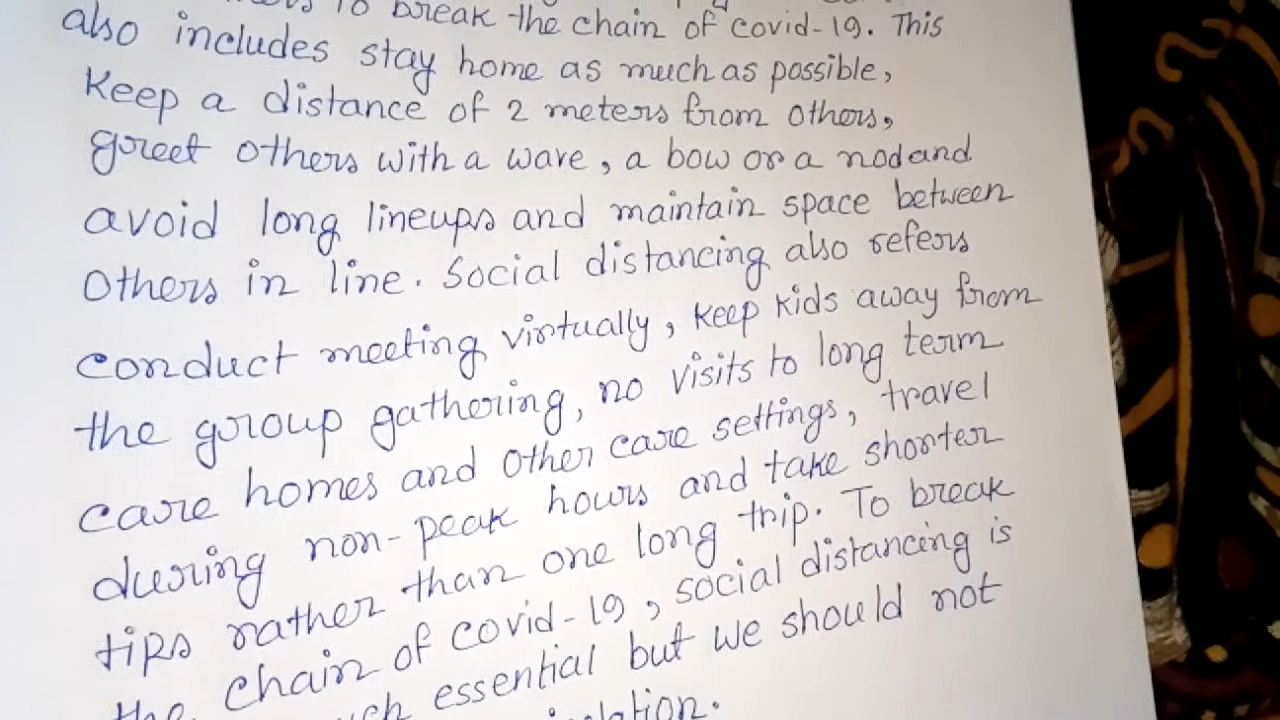 to break the chain of covid-19. This
also includes stay home as much as possible,
Keep a distance of 2 meters from others,
greet others with a wave, a bow or a nod and
avoid long lineups and maintain space between
others in line. Social distancing also refers
conduct meeting virtually, keep kids away from
the group gathering, no visits to long term
care homes and other care settings, travel
during non-peak hours and take shorter
tips rather than one long trip. To break
the chain of covid-19, social distancing is
essential but we should not